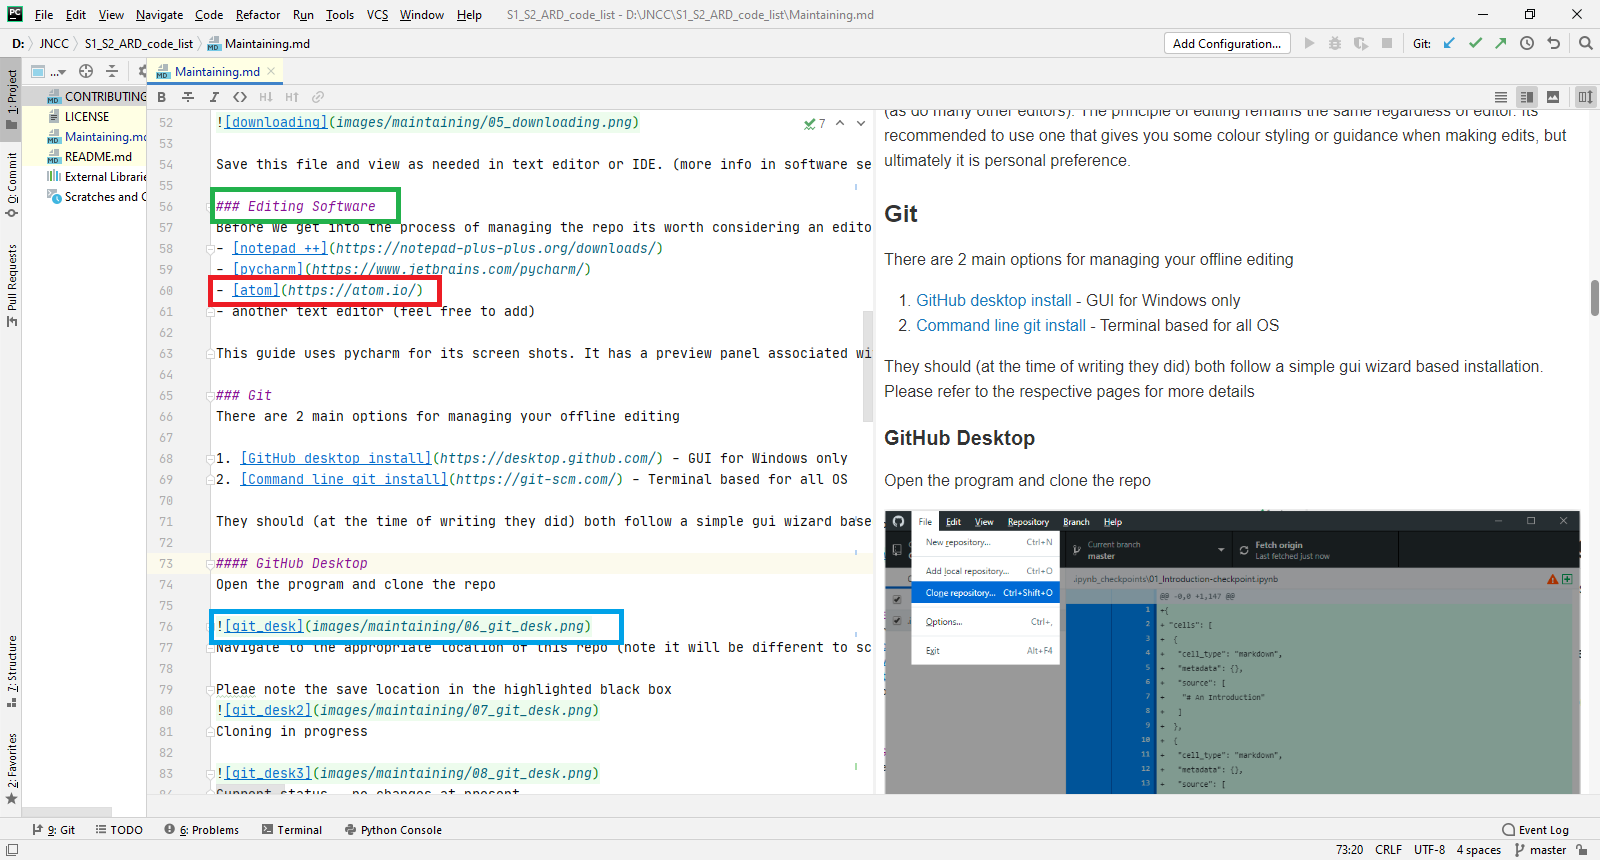 File Edit View Navigate Code Refactor Run Tools VCS Window Help S1_S2_ARD_code_list - D:\JNCC\S1_S2_ARD_code_list\Maintaining.md
D: JNCC S1_S2_ARD_code_list Maintaining.md Add Configuration... Git:
... Maintaining.md
1: Project
0: Commit
Pull Requests
7: Structure
2: Favorites
CONTRIBUTING
LICENSE
Maintaining.md
README.md
External Librarie
Scratches and C
B I H↓ H↑
7
52 ![downloading](images/maintaining/05_downloading.png)
53
54 Save this file and view as needed in text editor or IDE. (more info in software se
55
56 ### Editing Software
57 Before we get into the process of managing the repo its worth considering an edito
58 - [notepad ++](https://notepad-plus-plus.org/downloads/)
59 - [pycharm](https://www.jetbrains.com/pycharm/)
60 - [atom](https://atom.io/)
61 - another text editor (feel free to add)
62
63 This guide uses pycharm for its screen shots. It has a preview panel associated wi
64
65 ### Git
66 There are 2 main options for managing your offline editing
67
68 1. [GitHub desktop install](https://desktop.github.com/) - GUI for Windows only
69 2. [Command line git install](https://git-scm.com/) - Terminal based for all OS
70
71 They should (at the time of writing they did) both follow a simple gui wizard base
72
73 #### GitHub Desktop
74 Open the program and clone the repo
75
76 ![git_desk](images/maintaining/06_git_desk.png)
77 Navigate to the appropriate location of this repo (note it will be different to sc
78
79 Pleae note the save location in the highlighted black box
80 ![git_desk2](images/maintaining/07_git_desk.png)
81 Cloning in progress
82
83 ![git_desk3](images/maintaining/08_git_desk.png)
Current status - no changes at present
(as do many other editors). The principle of editing remains the same regardless of editor. Its
recommended to use one that gives you some colour styling or guidance when making edits, but
ultimately it is personal preference.
Git
There are 2 main options for managing your offline editing
1. GitHub desktop install - GUI for Windows only
2. Command line git install - Terminal based for all OS
They should (at the time of writing they did) both follow a simple gui wizard based installation.
Please refer to the respective pages for more details
GitHub Desktop
Open the program and clone the repo
File Edit View Repository Branch Help
New repository... Ctrl+N
Add local repository... Ctrl+O
Clone repository... Ctrl+Shift+O
Options... Ctrl+,
Exit Alt+F4
Current branch
master
Fetch origin
Last fetched just now
.ipynb_checkpoints\01_Introduction-checkpoint.ipynb
@@ -0,0 +1,147 @@
1 +{
2 + "cells": [
3 + {
4 + "cell_type": "markdown",
5 + "metadata": {},
6 + "source": [
7 + "# An Introduction"
8 + ]
9 + },
10 + {
11 + "cell_type": "markdown",
12 + "metadata": {},
13 + "source": [
9: Git TODO 6: Problems Terminal Python Console Event Log
73:20 CRLF UTF-8 4 spaces master